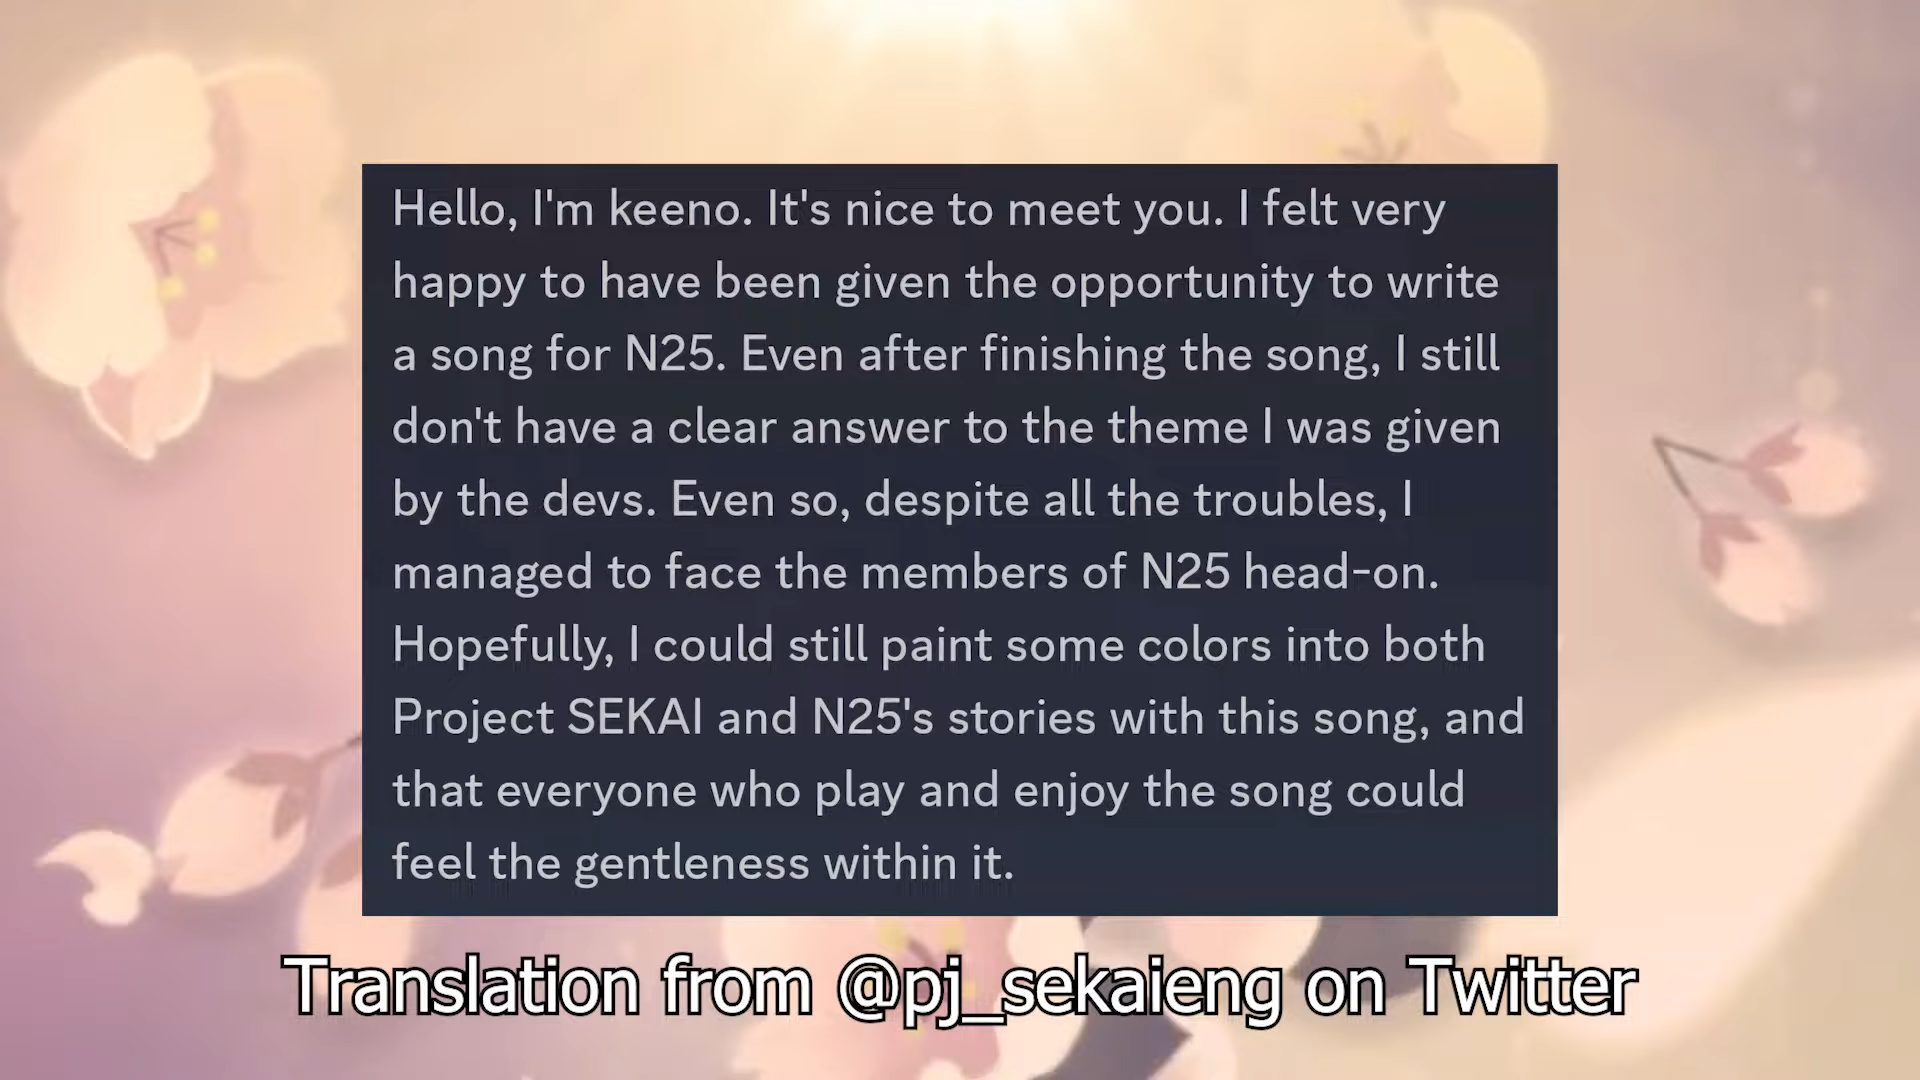 Hello, I'm keeno. It's nice to meet you. I felt very
happy to have been given the opportunity to write
a song for N25. Even after finishing the song, I still
don't have a clear answer to the theme I was given
by the devs. Even so, despite all the troubles, I
managed to face the members of N25 head-on.
Hopefully, I could still paint some colors into both
Project SEKAI and N25's stories with this song, and
that everyone who play and enjoy the song could
feel the gentleness within it.
Translation from @pj_sekaieng on Twitter